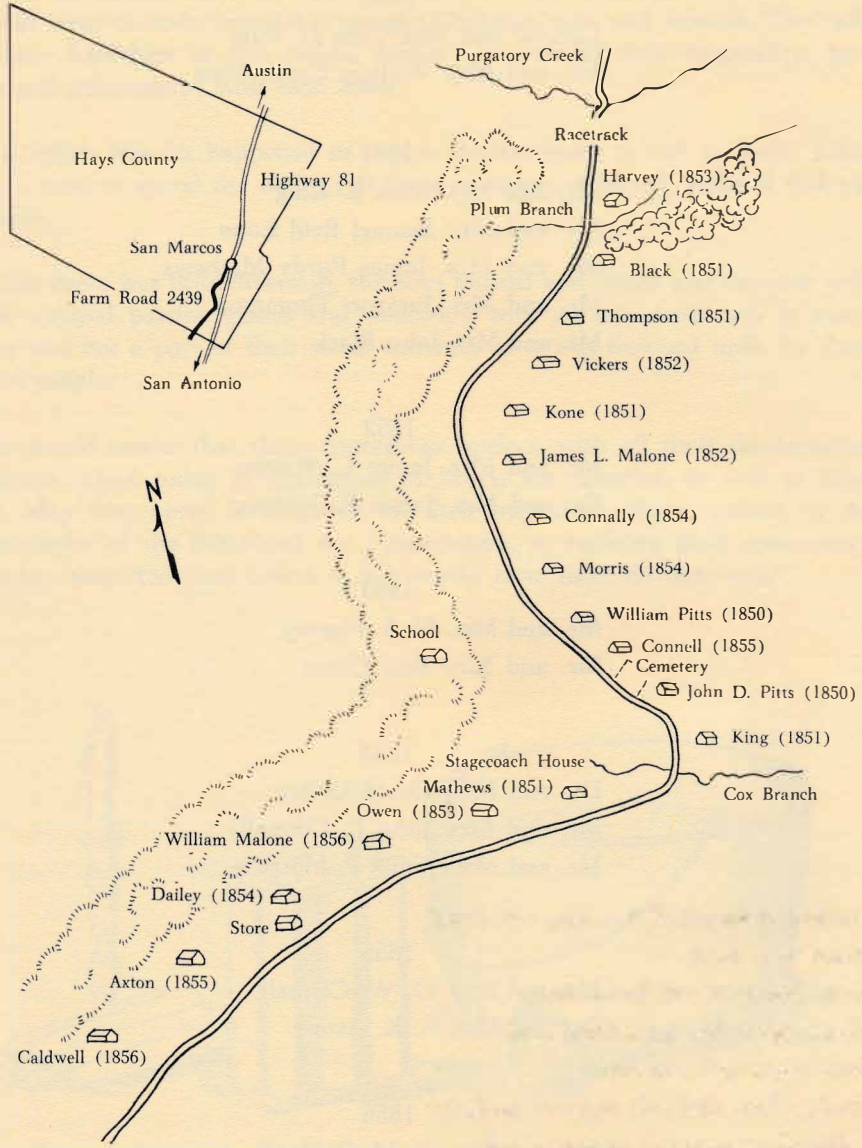 Austin
Hays County
Highway 81
San Marcos
Farm Road 2439
San Antonio
N
Purgatory Creek
Racetrack
Harvey (1853)
Plum Branch
Black (1851)
Thompson (1851)
Vickers (1852)
Kone (1851)
James L. Malone (1852)
Connally (1854)
Morris (1854)
William Pitts (1850)
School
Connell (1855)
Cemetery
John D. Pitts (1850)
King (1851)
Stagecoach House
Mathews (1851)
Cox Branch
Owen (1853)
William Malone (1856)
Dailey (1854)
Store
Axton (1855)
Caldwell (1856)